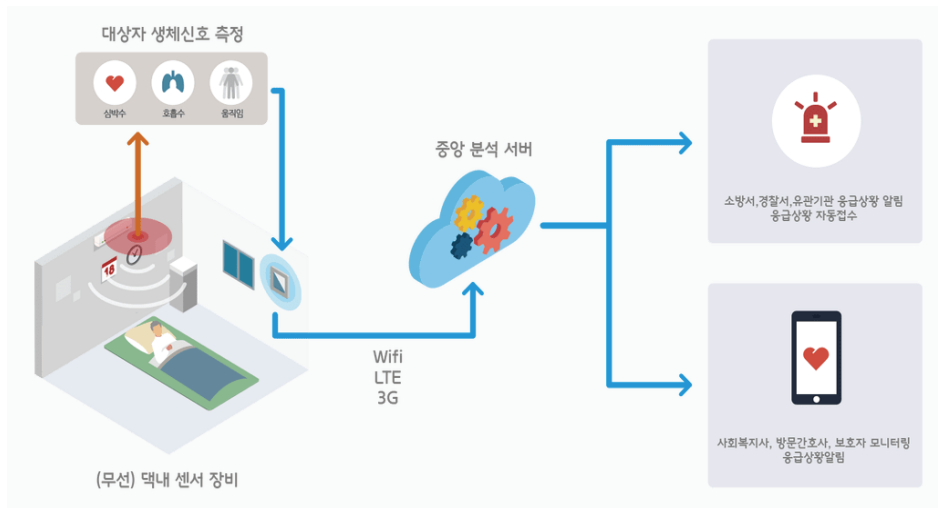 대상자 생체신호 측정
심박수
호흡수
움직임
18
중앙 분석 서버
Wifi
LTE
3G
(무선) 댁내 센서 장비
소방서,경찰서,유관기관 응급상황 알림
응급상황 자동접수
사회복지사, 방문간호사, 보호자 모니터링
응급상황알림